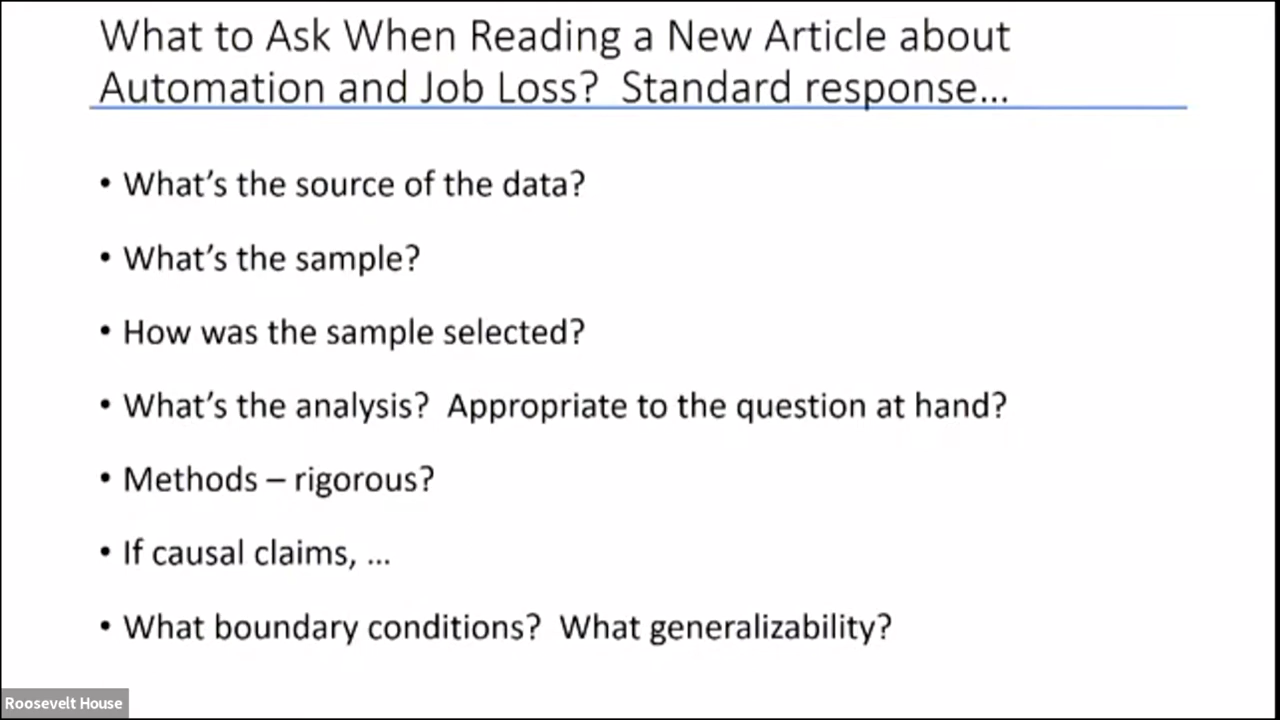 What to Ask When Reading a New Article about
Automation and Job Loss?  Standard response…
• What's the source of the data?
• What's the sample?
• How was the sample selected?
• What's the analysis?  Appropriate to the question at hand?
• Methods – rigorous?
• If causal claims, …
• What boundary conditions?  What generalizability?
Roosevelt House